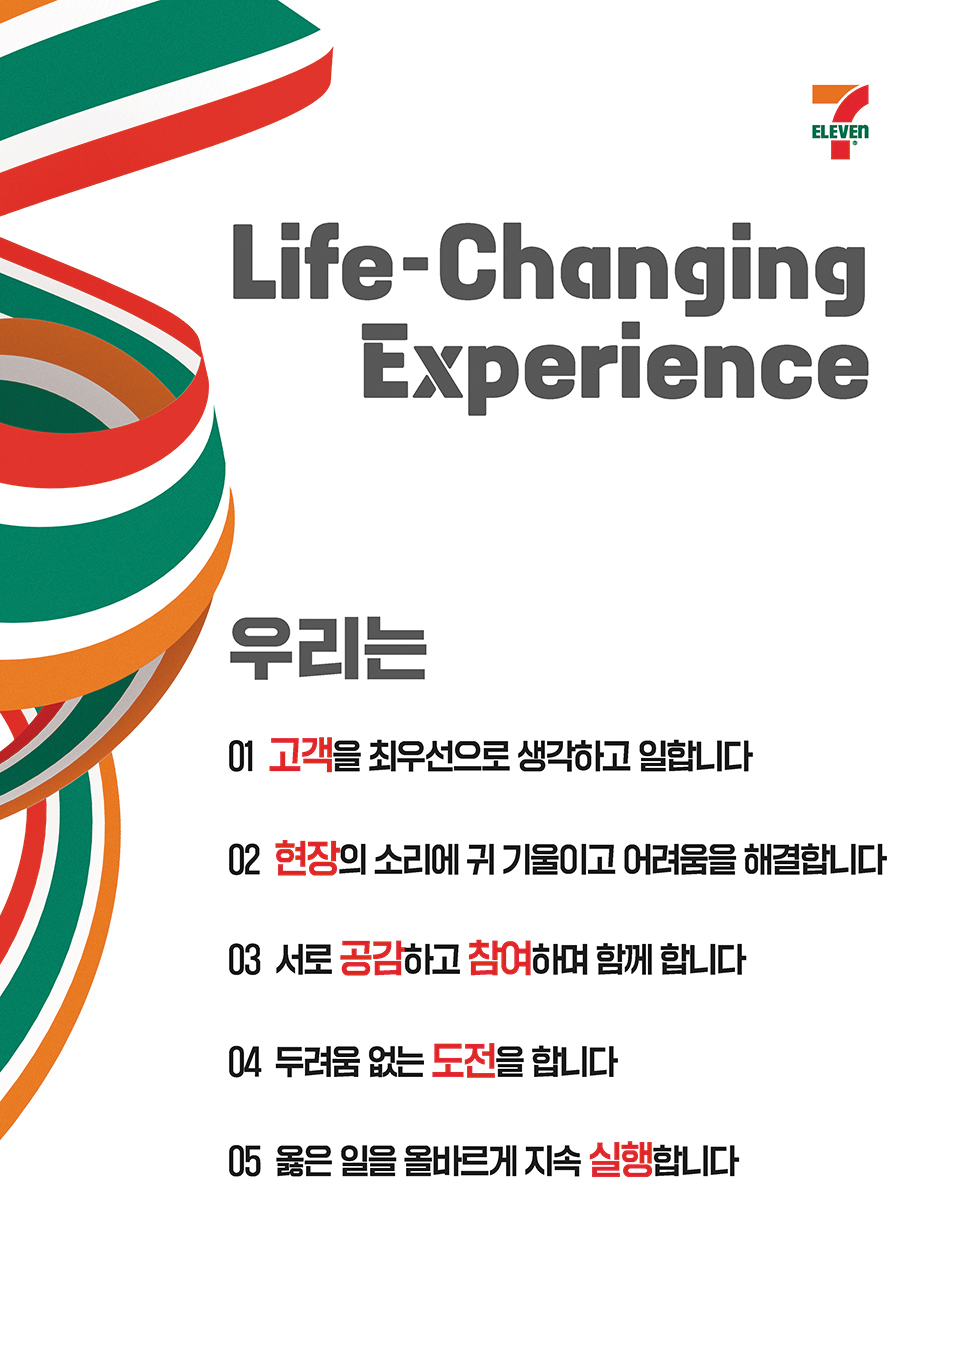 7
ELEVEn
®
Life-Changing
Experience
우리는
01 고객을 최우선으로 생각하고 일합니다
02 현장의 소리에 귀 기울이고 어려움을 해결합니다
03 서로 공감하고 참여하며 함께 합니다
04 두려움 없는 도전을 합니다
05 옳은 일을 올바르게 지속 실행합니다